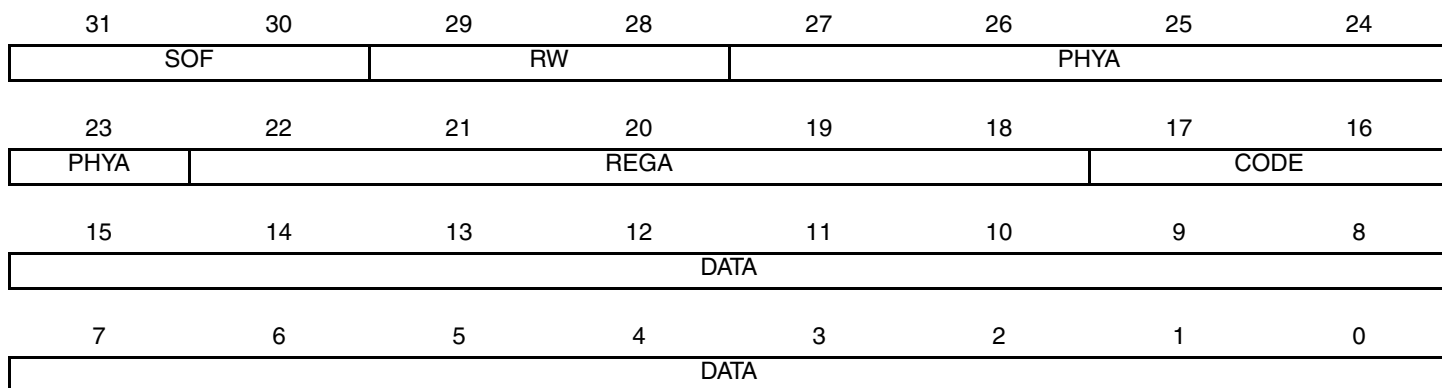 31 30 29 28 27 26 25 24
SOF RW PHYA
23 22 21 20 19 18 17 16
PHYA REGA CODE
15 14 13 12 11 10 9 8
DATA
7 6 5 4 3 2 1 0
DATA